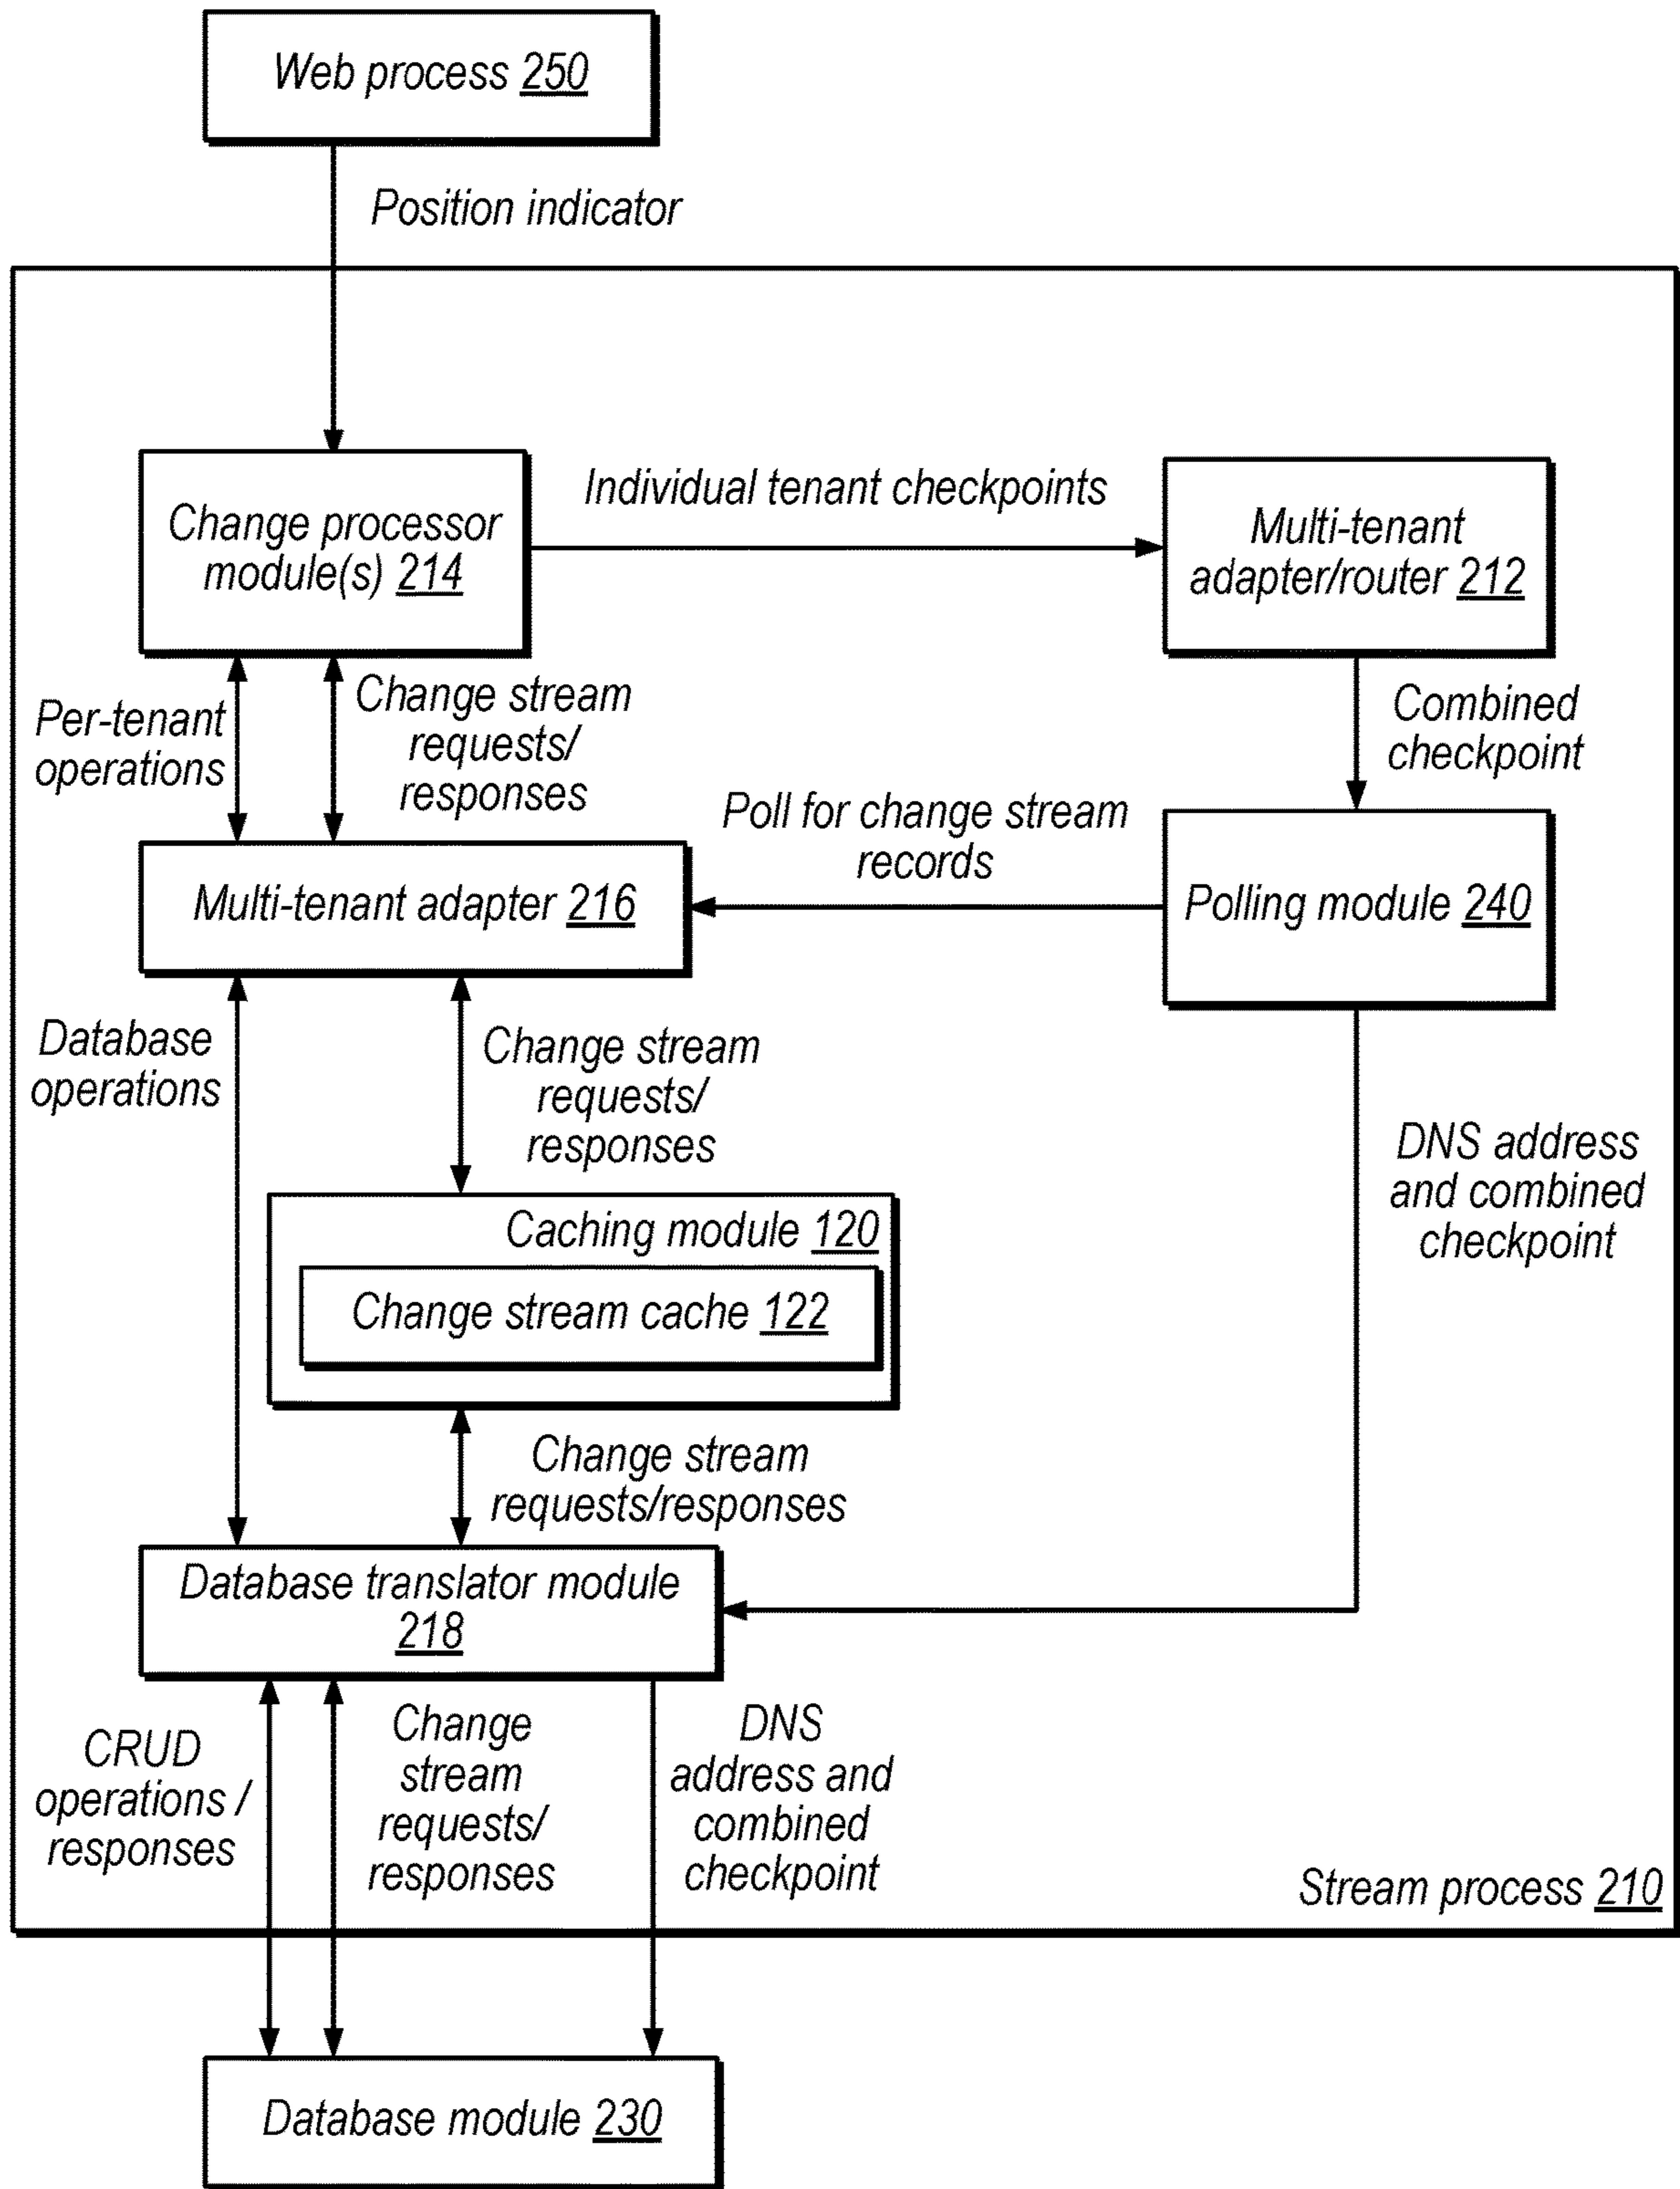 Web process 250
Position indicator
Change processor
module(s) 214
Individual tenant checkpoints
Multi-tenant
adapter/router 212
Per-tenant
operations
Change stream
requests/
responses
Combined
checkpoint
Poll for change stream
records
Multi-tenant adapter 216
Polling module 240
Database
operations
Change stream
requests/
responses
DNS address
and combined
checkpoint
Caching module 120
Change stream cache 122
Change stream
requests/responses
Database translator module
218
CRUD
operations /
responses
Change
stream
requests/
responses
DNS
address and
combined
checkpoint
Stream process 210
Database module 230